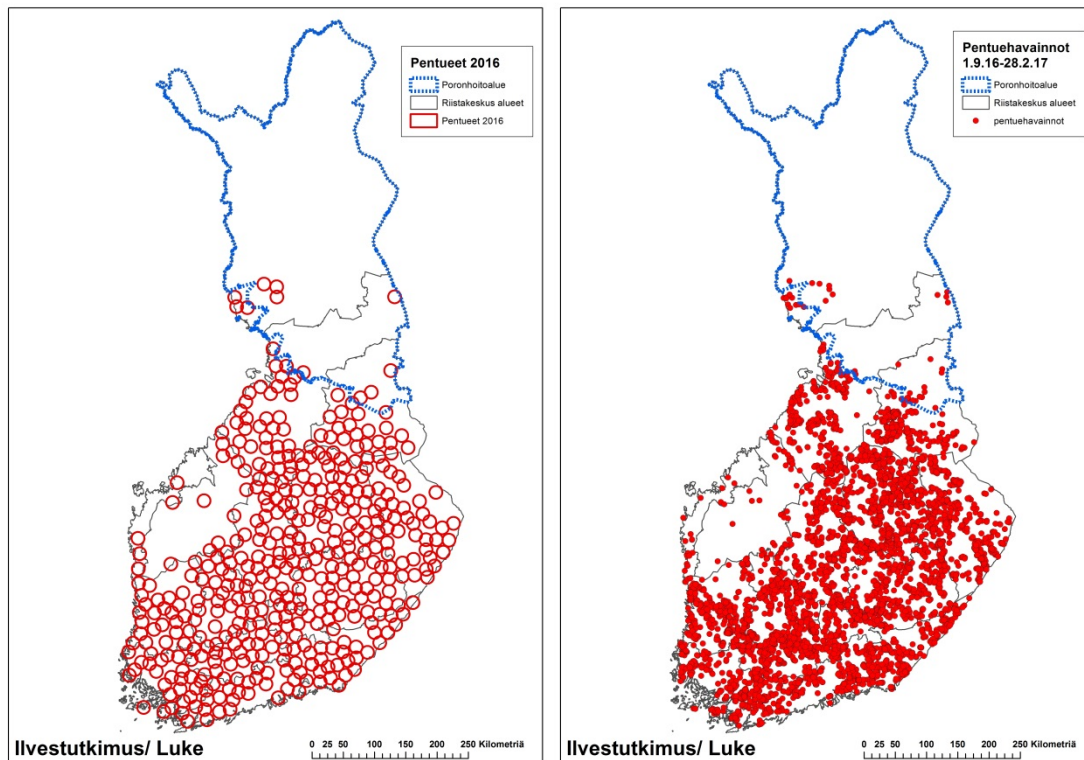 Pentueet 2016
Poronhoitoalue
Riistakeskus alueet
Pentueet 2016
Ilvestutkimus/ Luke
0 25 50 100 150 200 250 Kilometriä
Pentuehavainnot
1.9.16-28.2.17
Poronhoitoalue
Riistakeskus alueet
pentuehavainnot
Ilvestutkimus/ Luke
0 25 50 100 150 200 250 Kilometriä